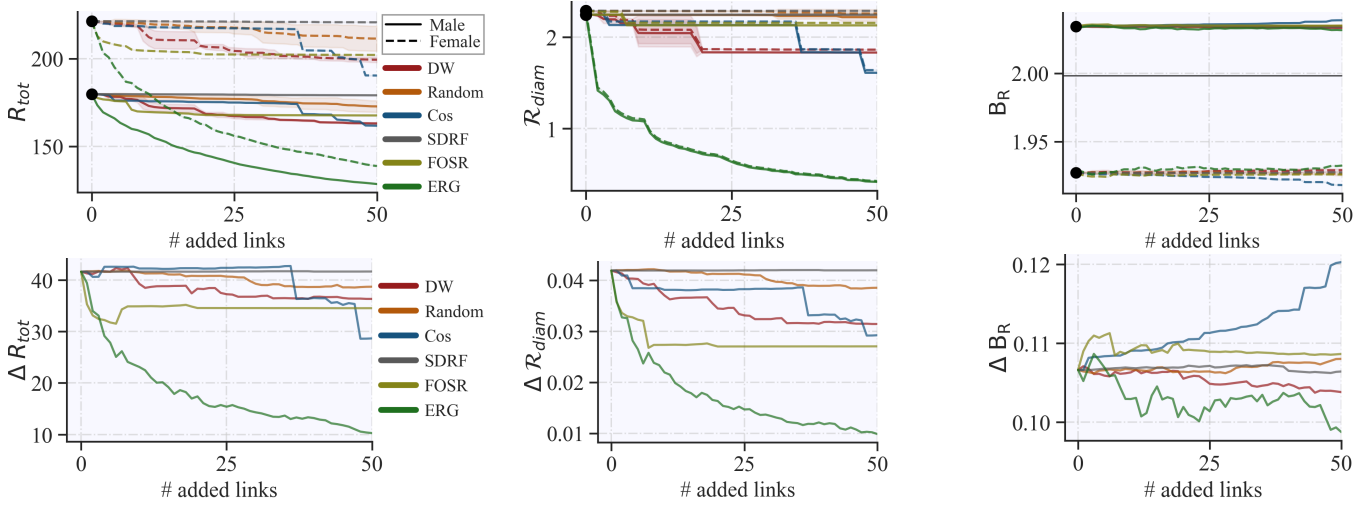 R_tot
200
150
0
25
50
# added links
Male
Female
DW
Random
Cos
SDRF
FOSR
ERG
R_diam
2
1
0
25
50
# added links
B_R
2.00
1.95
0
25
50
# added links
Δ R_tot
40
30
20
10
0
25
50
# added links
DW
Random
Cos
SDRF
FOSR
ERG
Δ R_diam
0.04
0.03
0.02
0.01
0
25
50
# added links
Δ B_R
0.12
0.11
0.10
0
25
50
# added links